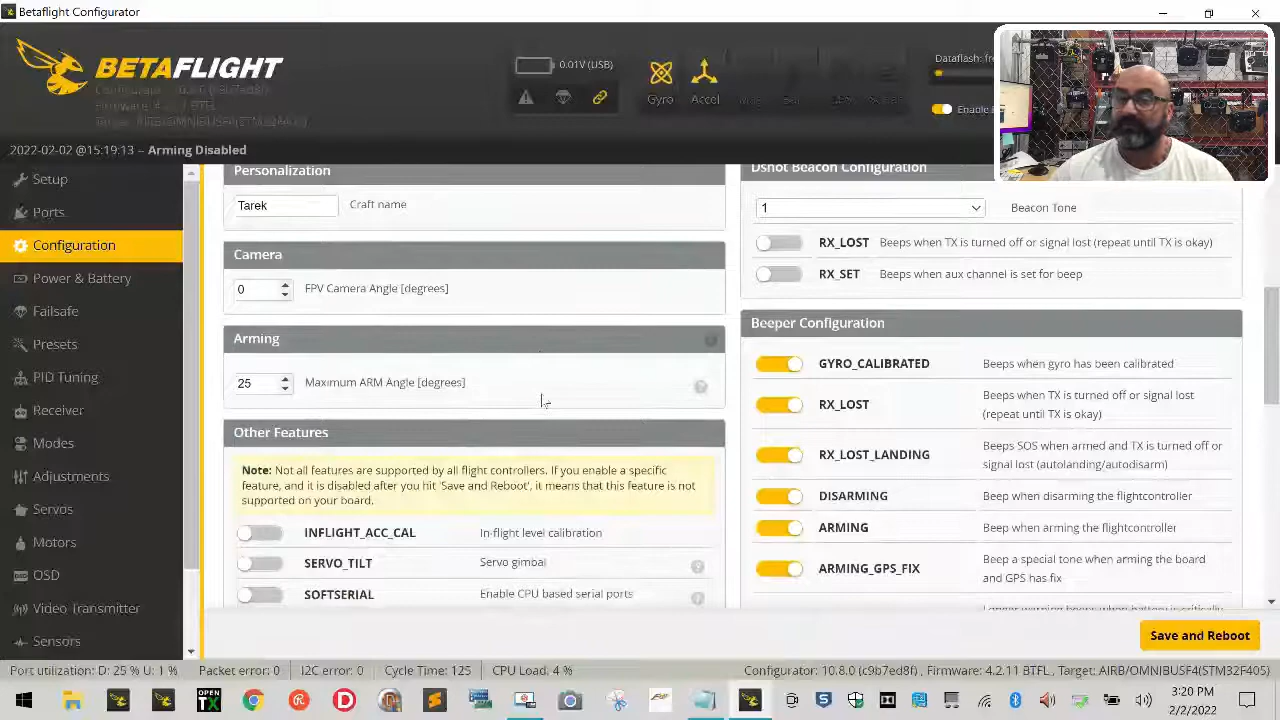 Betaflight Configurator
BETAFLIGHT
0.01V (USB)
Gyro
Accel
Dataflash:
Enable
2022-02-02 @15:19:13 – Arming Disabled
Setup
Ports
Configuration
Power & Battery
Failsafe
Presets
PID Tuning
Receiver
Modes
Adjustments
Servos
Motors
OSD
Video Transmitter
Sensors
Personalization
Tarek
Craft name
Camera
0
FPV Camera Angle [degrees]
Arming
25
Maximum ARM Angle [degrees]
?
Other Features
Note: Not all features are supported by all flight controllers. If you enable a specific
feature, and it is disabled after you hit 'Save and Reboot', it means that this feature is not
supported on your board.
INFLIGHT_ACC_CAL In-flight level calibration
SERVO_TILT Servo gimbal ?
SOFTSERIAL Enable CPU based serial ports ?
Dshot Beacon Configuration
1
Beacon Tone
RX_LOST Beeps when TX is turned off or signal lost (repeat until TX is okay)
RX_SET Beeps when aux channel is set for beep
Beeper Configuration
GYRO_CALIBRATED Beeps when gyro has been calibrated
RX_LOST Beeps when TX is turned off or signal lost
(repeat until TX is okay)
RX_LOST_LANDING Beeps SOS when armed and TX is turned off or
signal lost (autolanding/autodisarm)
DISARMING Beep when disarming the flightcontroller
ARMING Beep when arming the flightcontroller
ARMING_GPS_FIX Beep a special tone when arming the board
and GPS has fix
Save and Reboot
Port utilization: D: 25 % U: 1 %
Packet error: 0
I2C error: 0
Cycle Time: 125
CPU Load: 4 %
Configurator: 10.8.0 (c9b7ed8f), Firmware: 4.2.11 BTFL, Target: AIRB/OMNIBUSF4(STM32F405)
OPEN
TX
3:20 PM
2/2/2022